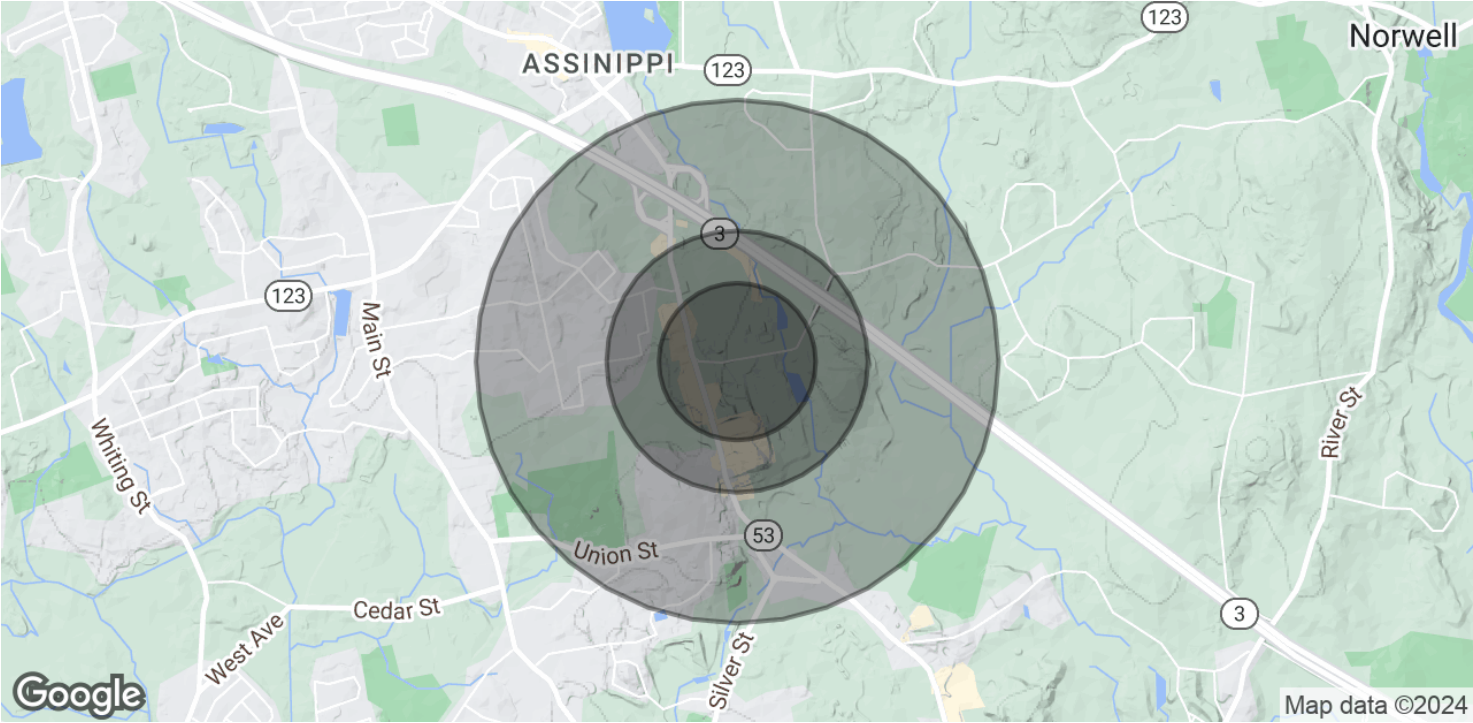 123
Norwell
ASSINIPPI
123
3
123
Main St
Whiting St
River St
53
Union St
Cedar St
3
West Ave
Silver St
Google
Map data ©2024